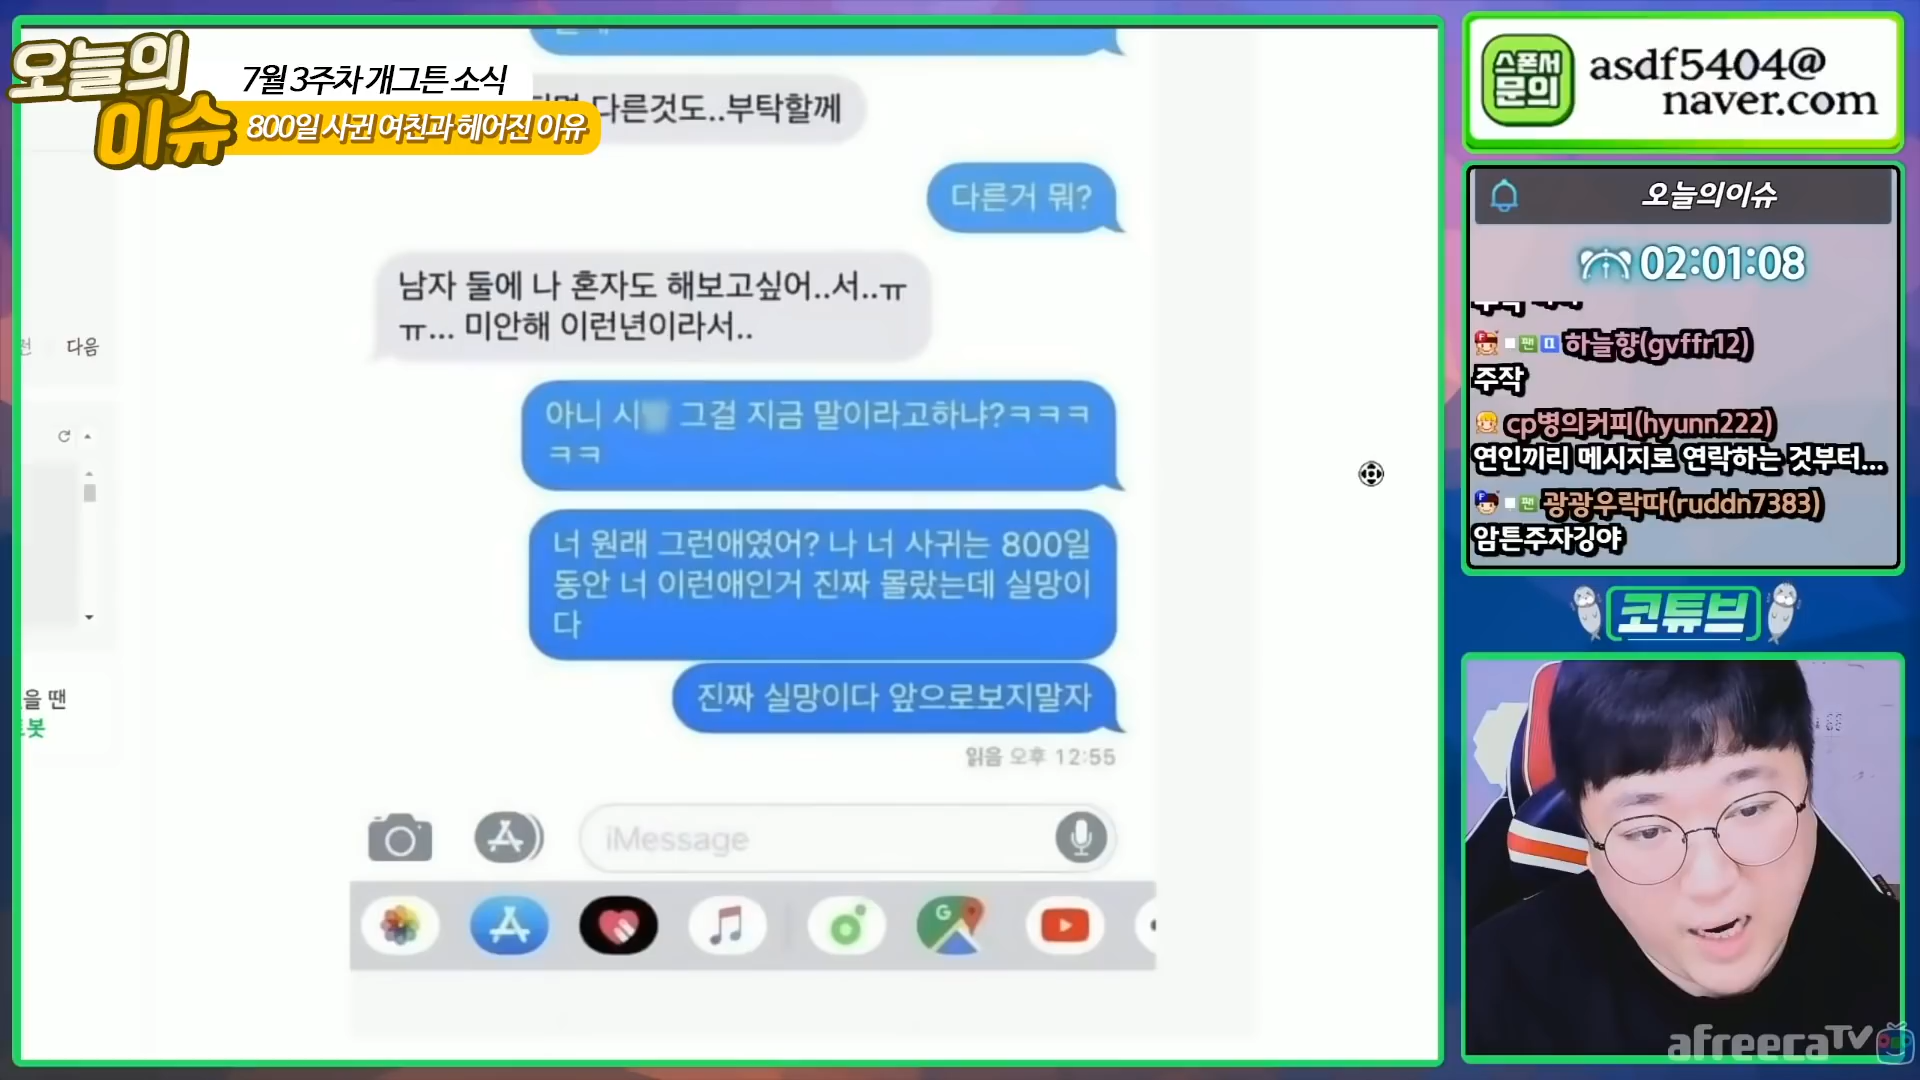 오늘의
이슈
7월 3주차 개그튼 소식
800일 사귄 여친과 헤어진 이유
다른것도..부탁할께
다른거 뭐?
남자 둘에 나 혼자도 해보고싶어..서..ㅠ
ㅠ... 미안해 이런년이라서..
아니 시 그걸 지금 말이라고하냐?ㅋㅋㅋ
ㅋㅋ
너 원래 그런애였어? 나 너 사귀는 800일
동안 너 이런애인거 진짜 몰랐는데 실망이
다
진짜 실망이다 앞으로보지말자
읽음 오후 12:55
iMessage
다음
을 땐
봇
스폰서
문의
asdf5404@
naver.com
오늘의이슈
02:01:08
하늘향(gvffr12)
주작
cp병의커피(hyunn222)
연인끼리 메시지로 연락하는 것부터...
팬 광광우락따(ruddn7383)
암튼주자깅야
코튜브
afreecaTV